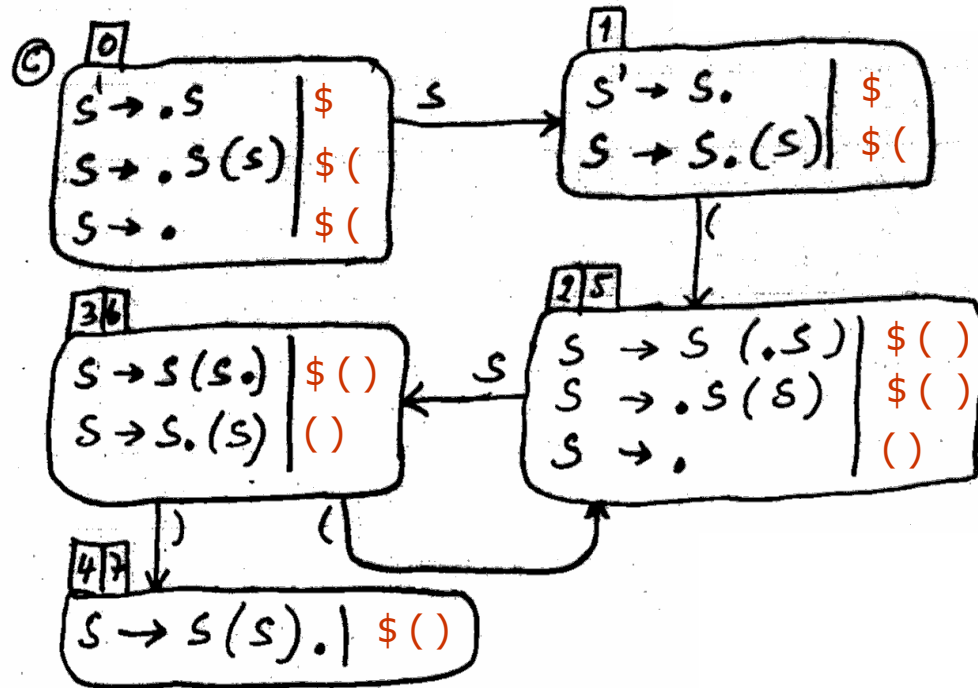 ©
0
S' → .S | $
S → .S(S) | $(
S → . | $(
S
1
S' → S. | $
S → S.(S) | $(
(
3 6
S → S(S.) | $()
S → S.(S) | ()
S
2 5
S → S(.S) | $()
S → .S(S) | $()
S → . | ()
)
(
4 7
S → S(S). | $()